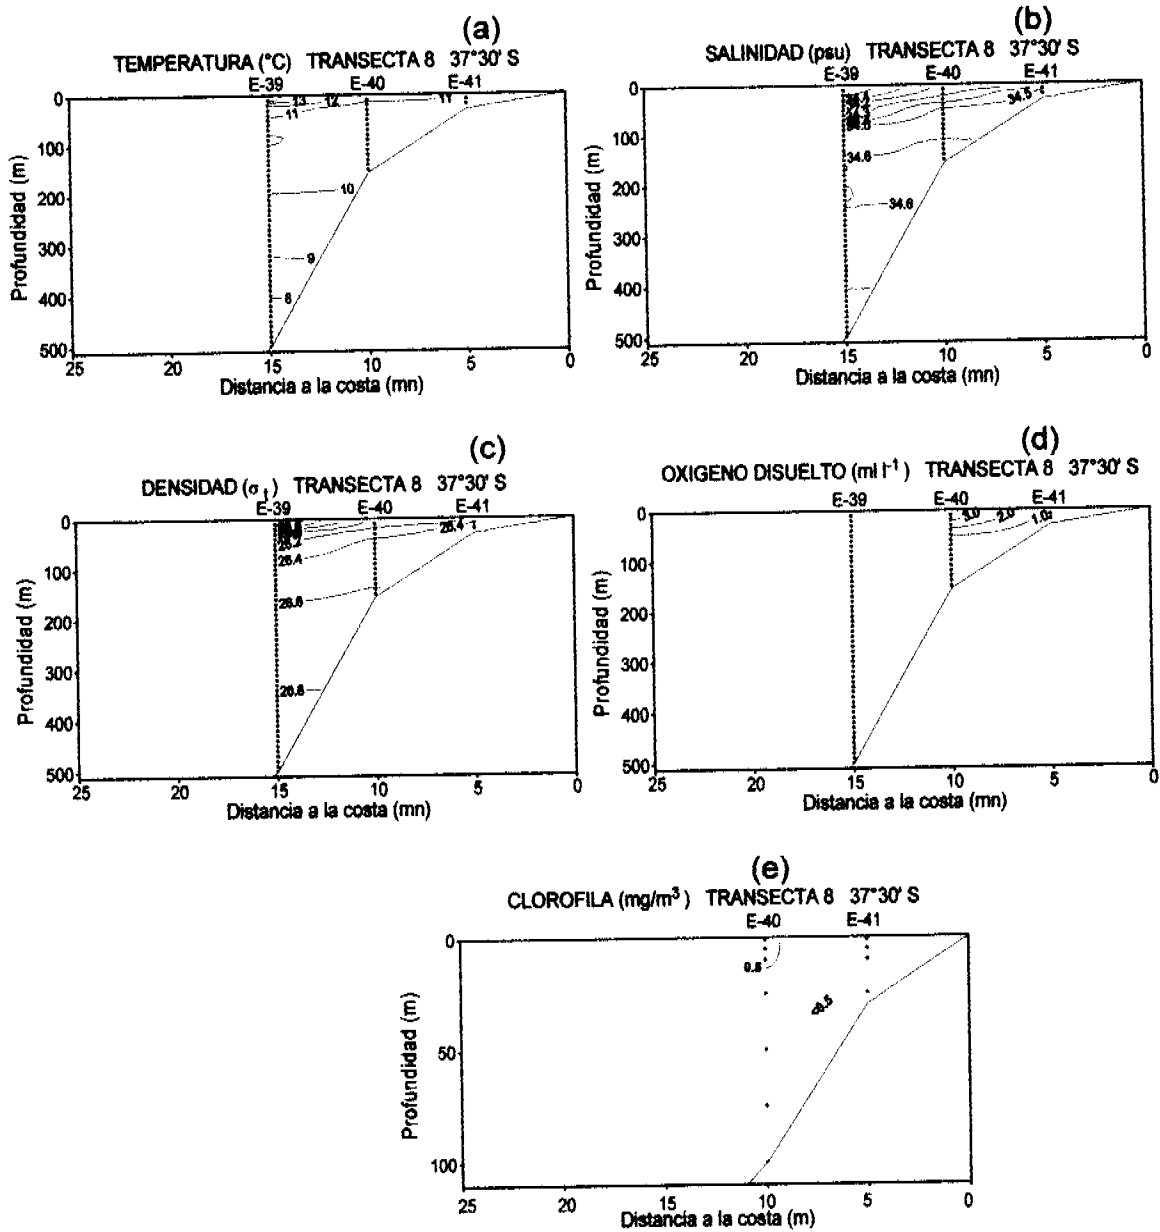 (a)
TEMPERATURA (°C) TRANSECTA 8 37°30' S
E-39 E-40 E-41
0
100
200
300
400
500
Profundidad (m)
13 12 11
11
10
9
8
25 20 15 10 5 0
Distancia a la costa (mn)
(b)
SALINIDAD (psu) TRANSECTA 8 37°30' S
E-39 E-40 E-41
0
100
200
300
400
500
Profundidad (m)
34.5
34.6
34.6
25 20 15 10 5 0
Distancia a la costa (mn)
(c)
DENSIDAD (σt) TRANSECTA 8 37°30' S
E-39 E-40 E-41
0
100
200
300
400
500
Profundidad (m)
26.4
26.2
26.4
26.6
26.8
25 20 15 10 5 0
Distancia a la costa (mn)
(d)
OXIGENO DISUELTO (ml l-1) TRANSECTA 8 37°30' S
E-39 E-40 E-41
0
100
200
300
400
500
Profundidad (m)
3.0 2.0 1.0
25 20 15 10 5 0
Distancia a la costa (mn)
(e)
CLOROFILA (mg/m3) TRANSECTA 8 37°30' S
E-40 E-41
0
50
100
Profundidad (m)
0.5
<0.5
25 20 15 10 5 0
Distancia a la costa (m)